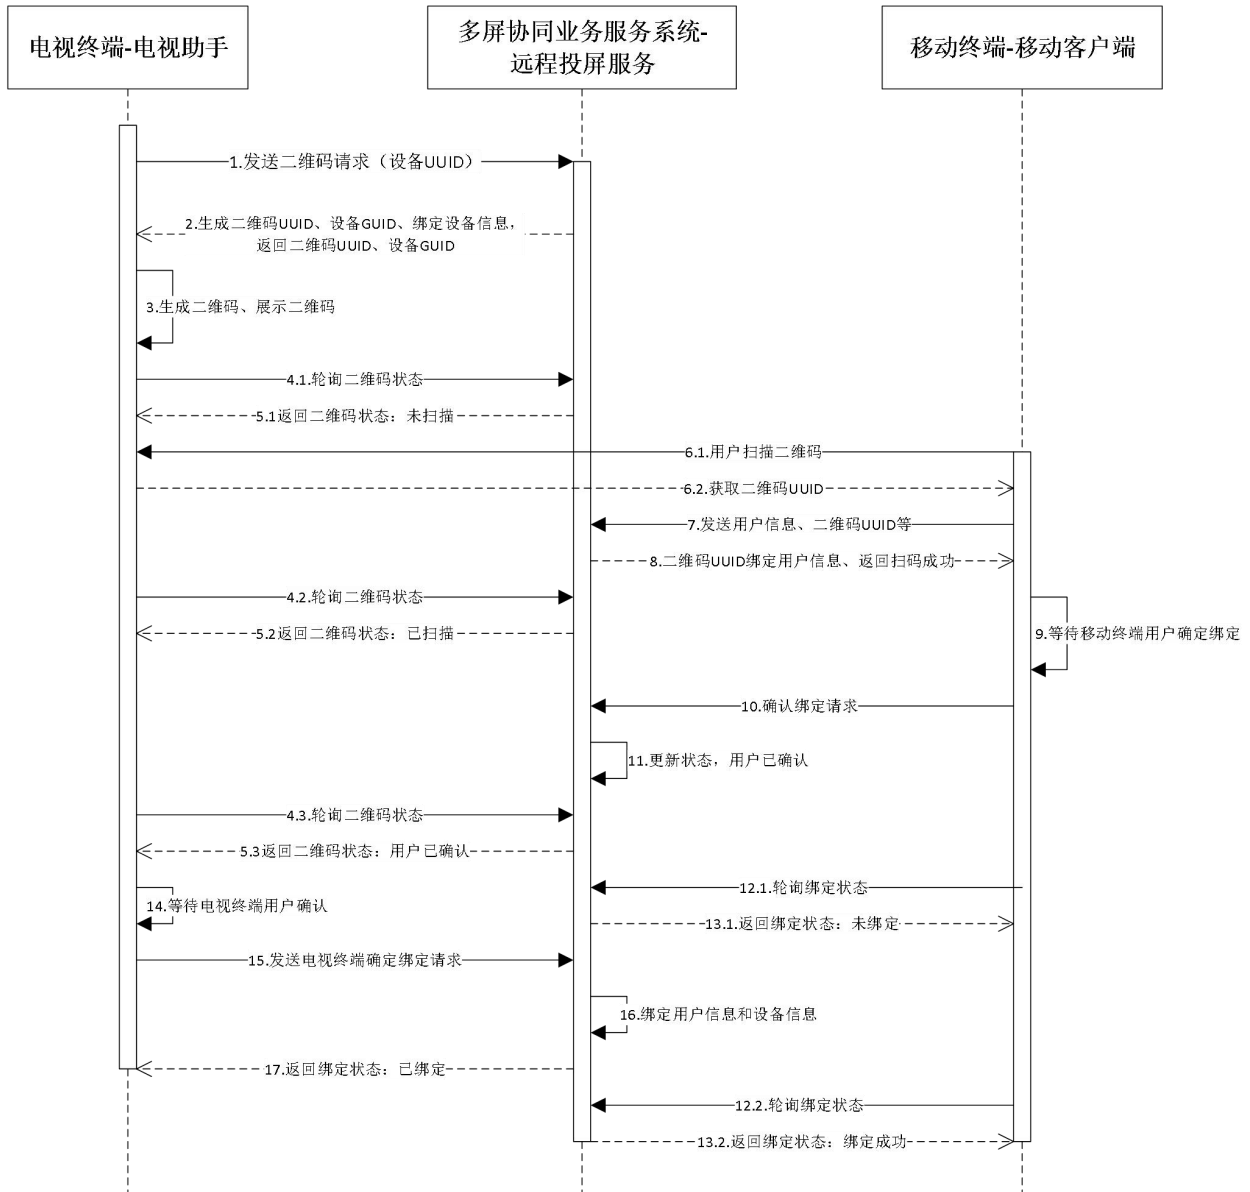 电视终端-电视助手
多屏协同业务服务系统-
远程投屏服务
移动终端-移动客户端
1.发送二维码请求（设备UUID）
2.生成二维码UUID、设备GUID、绑定设备信息，
返回二维码UUID、设备GUID
3.生成二维码、展示二维码
4.1.轮询二维码状态
5.1返回二维码状态：未扫描
6.1.用户扫描二维码
6.2.获取二维码UUID
7.发送用户信息、二维码UUID等
8.二维码UUID绑定用户信息、返回扫码成功
4.2.轮询二维码状态
5.2返回二维码状态：已扫描
9.等待移动终端用户确定绑定
10.确认绑定请求
11.更新状态，用户已确认
4.3.轮询二维码状态
5.3返回二维码状态：用户已确认
12.1.轮询绑定状态
14.等待电视终端用户确认
13.1.返回绑定状态：未绑定
15.发送电视终端确定绑定请求
16.绑定用户信息和设备信息
17.返回绑定状态：已绑定
12.2.轮询绑定状态
13.2.返回绑定状态：绑定成功